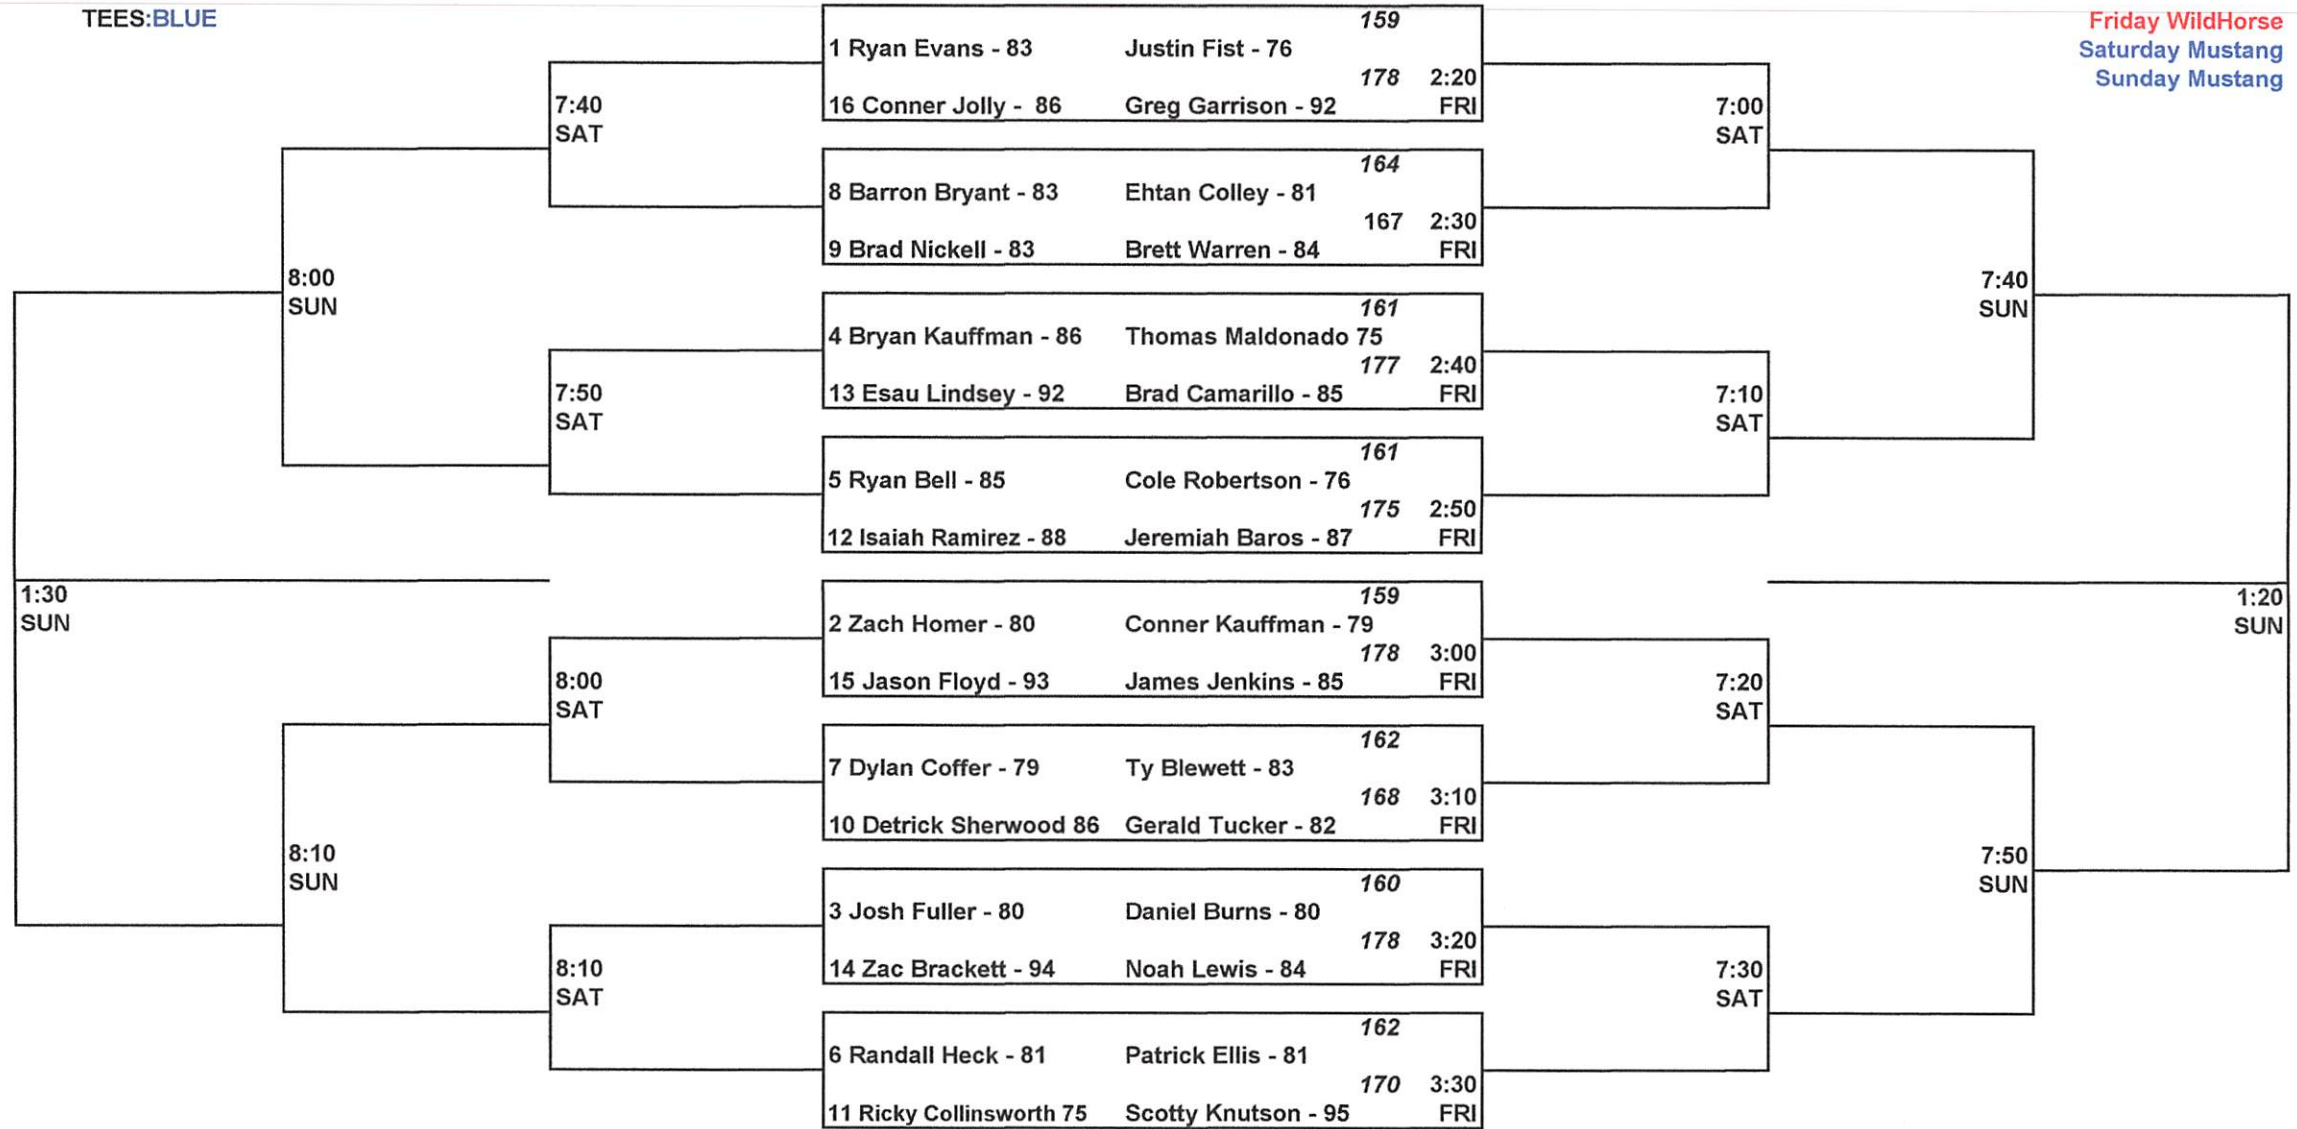 TEES:BLUE
Friday WildHorse
Saturday Mustang
Sunday Mustang
159
1 Ryan Evans - 83 Justin Fist - 76
178 2:20
16 Conner Jolly - 86 Greg Garrison - 92 FRI
7:40
SAT
7:00
SAT
164
8 Barron Bryant - 83 Ehtan Colley - 81
167 2:30
9 Brad Nickell - 83 Brett Warren - 84 FRI
8:00
SUN
7:40
SUN
161
4 Bryan Kauffman - 86 Thomas Maldonado 75
177 2:40
13 Esau Lindsey - 92 Brad Camarillo - 85 FRI
7:50
SAT
7:10
SAT
161
5 Ryan Bell - 85 Cole Robertson - 76
175 2:50
12 Isaiah Ramirez - 88 Jeremiah Baros - 87 FRI
1:30
SUN
1:20
SUN
159
2 Zach Homer - 80 Conner Kauffman - 79
178 3:00
15 Jason Floyd - 93 James Jenkins - 85 FRI
8:00
SAT
7:20
SAT
162
7 Dylan Coffer - 79 Ty Blewett - 83
168 3:10
10 Detrick Sherwood 86 Gerald Tucker - 82 FRI
8:10
SUN
7:50
SUN
160
3 Josh Fuller - 80 Daniel Burns - 80
178 3:20
14 Zac Brackett - 94 Noah Lewis - 84 FRI
8:10
SAT
7:30
SAT
162
6 Randall Heck - 81 Patrick Ellis - 81
170 3:30
11 Ricky Collinsworth 75 Scotty Knutson - 95 FRI